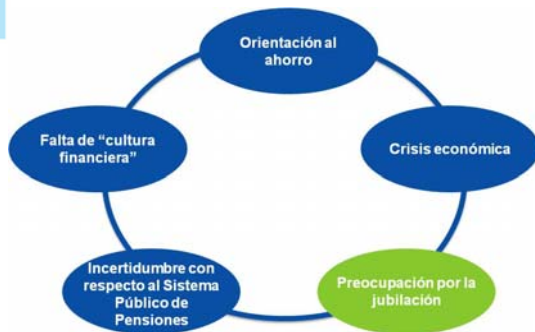 Orientación al
ahorro
Falta de “cultura
financiera”
Crisis económica
Incertidumbre con
respecto al Sistema
Público de
Pensiones
Preocupación por la
jubilación